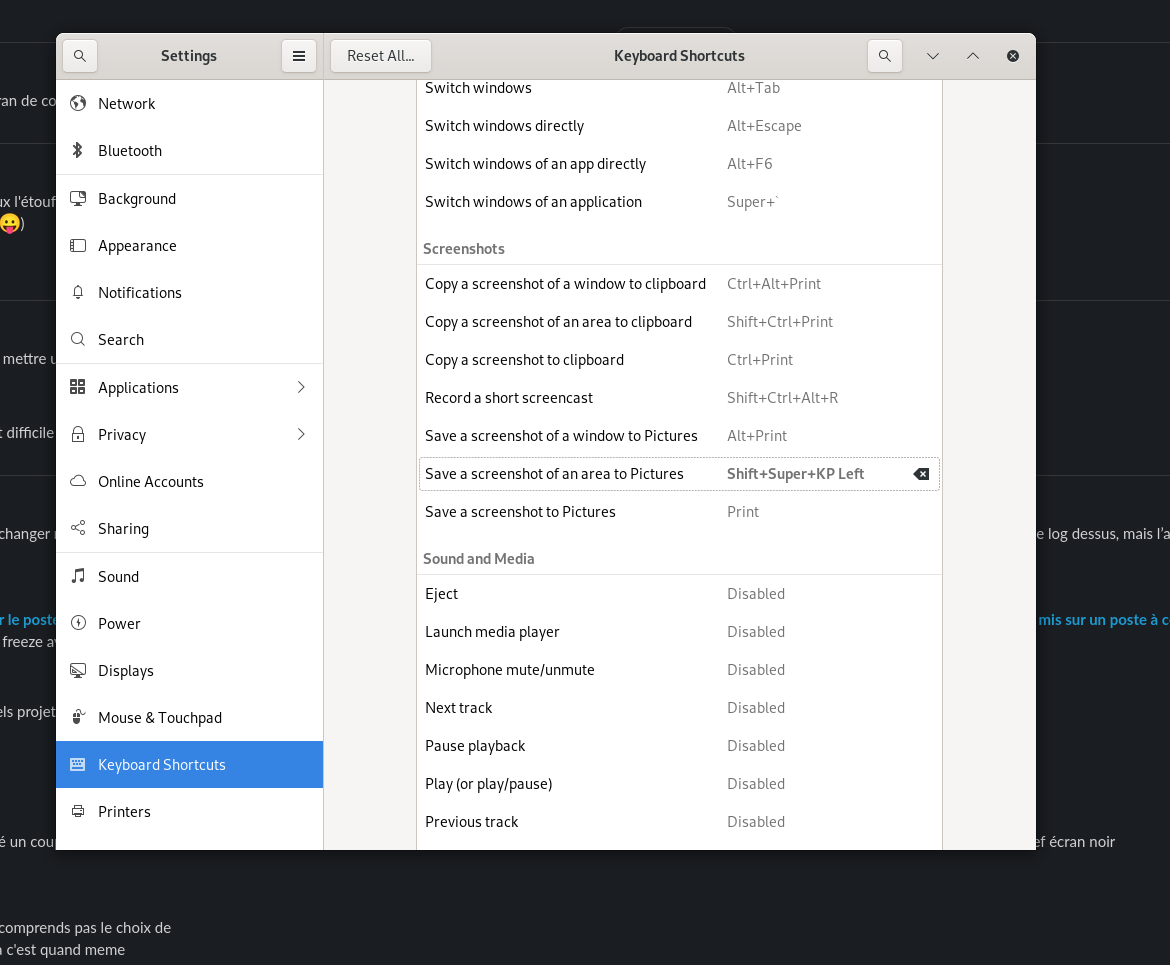 Settings
Reset All...
Keyboard Shortcuts
Network
Bluetooth
Background
Appearance
Notifications
Search
Applications
Privacy
Online Accounts
Sharing
Sound
Power
Displays
Mouse & Touchpad
Keyboard Shortcuts
Printers
Switch windows Alt+Tab
Switch windows directly Alt+Escape
Switch windows of an app directly Alt+F6
Switch windows of an application Super+`
Screenshots
Copy a screenshot of a window to clipboard Ctrl+Alt+Print
Copy a screenshot of an area to clipboard Shift+Ctrl+Print
Copy a screenshot to clipboard Ctrl+Print
Record a short screencast Shift+Ctrl+Alt+R
Save a screenshot of a window to Pictures Alt+Print
Save a screenshot of an area to Pictures Shift+Super+KP Left
Save a screenshot to Pictures Print
Sound and Media
Eject Disabled
Launch media player Disabled
Microphone mute/unmute Disabled
Next track Disabled
Pause playback Disabled
Play (or play/pause) Disabled
Previous track Disabled
de
😛)
mettre
difficile
changer
log dessus, mais l'a
le poste
mis sur un poste à
freeze
projet
un
écran noir
comprends pas le choix de
c'est quand meme